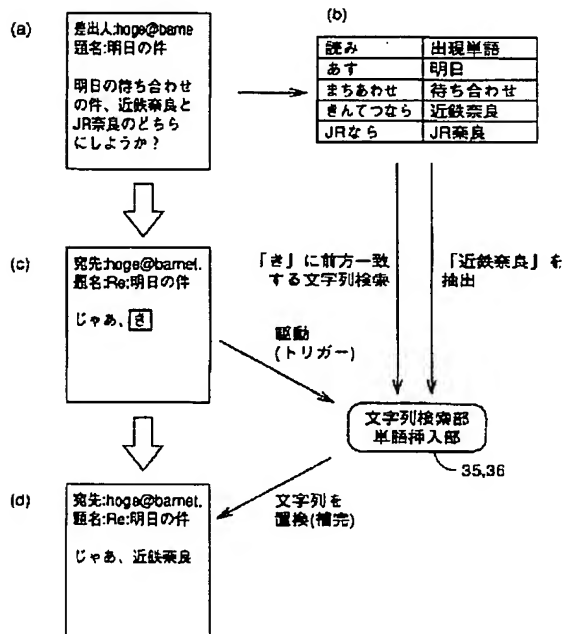 (a)
差出人:hoge@barne
題名:明日の件
明日の待ち合わせ
の件、近鉄奈良と
JR奈良のどちら
にしようか？
(b)
読み 出現単語
あす 明日
まちあわせ 待ち合わせ
きんてつなら 近鉄奈良
JRなら JR奈良
(c)
宛先:hoge@barnet.
題名:Re:明日の件
じゃあ、き
「き」に前方一致
する文字列検索
「近鉄奈良」を
抽出
駆動
(トリガー)
文字列検索部
単語挿入部
35,36
(d)
宛先:hoge@barnet.
題名:Re:明日の件
じゃあ、近鉄奈良
文字列を
置換(補完)